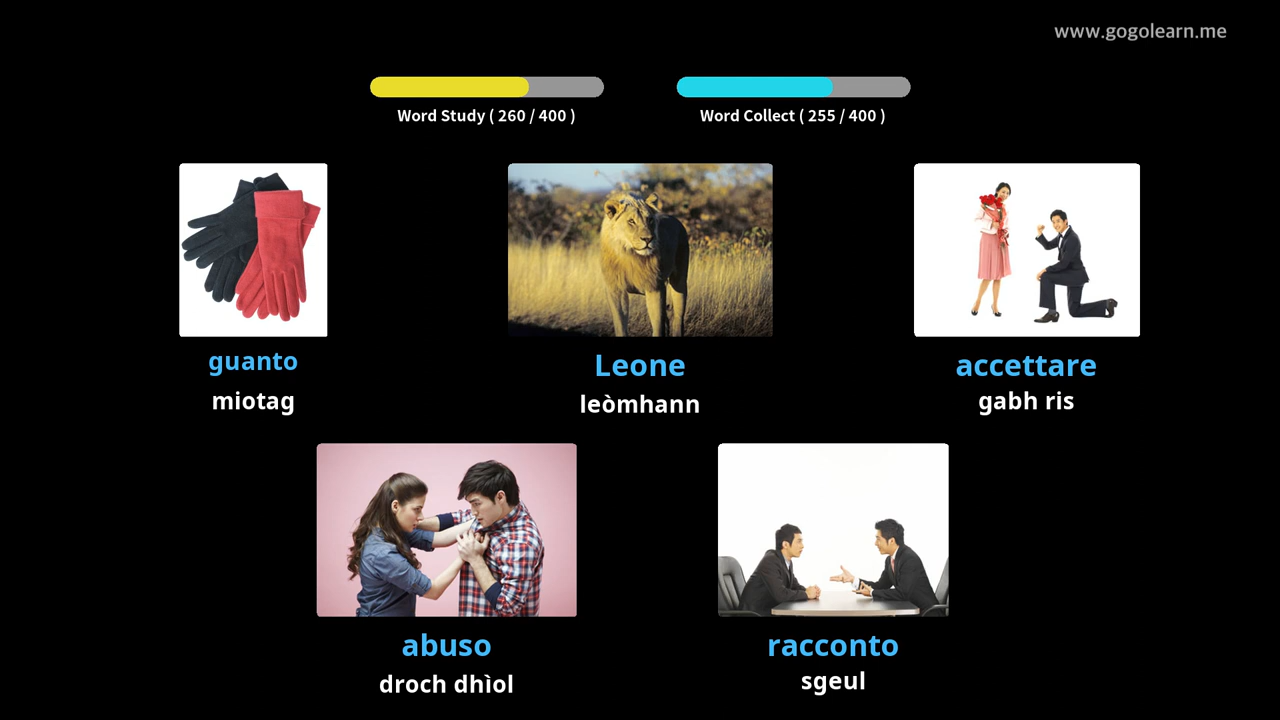 www.gogolearn.me
Word Study ( 260 / 400 )
Word Collect ( 255 / 400 )
guanto
miotag
Leone
leòmhann
accettare
gabh ris
abuso
droch dhìol
racconto
sgeul